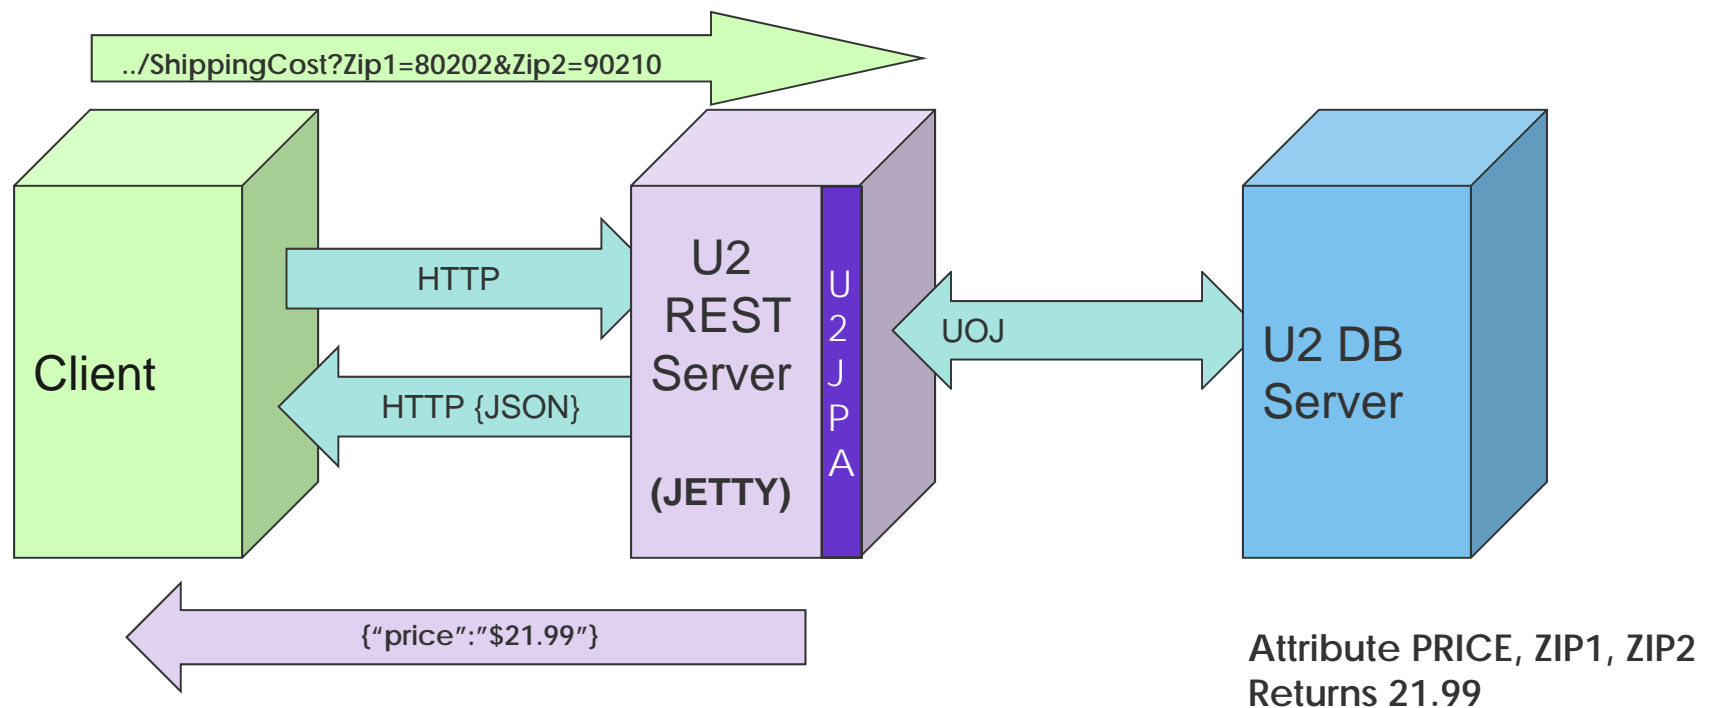 ../ShippingCost?Zip1=80202&Zip2=90210
Client
HTTP
HTTP {JSON}
U2
REST
Server
(JETTY)
U
2
J
P
A
UOJ
U2 DB
Server
{“price”:”$21.99”}
Attribute PRICE, ZIP1, ZIP2
Returns 21.99